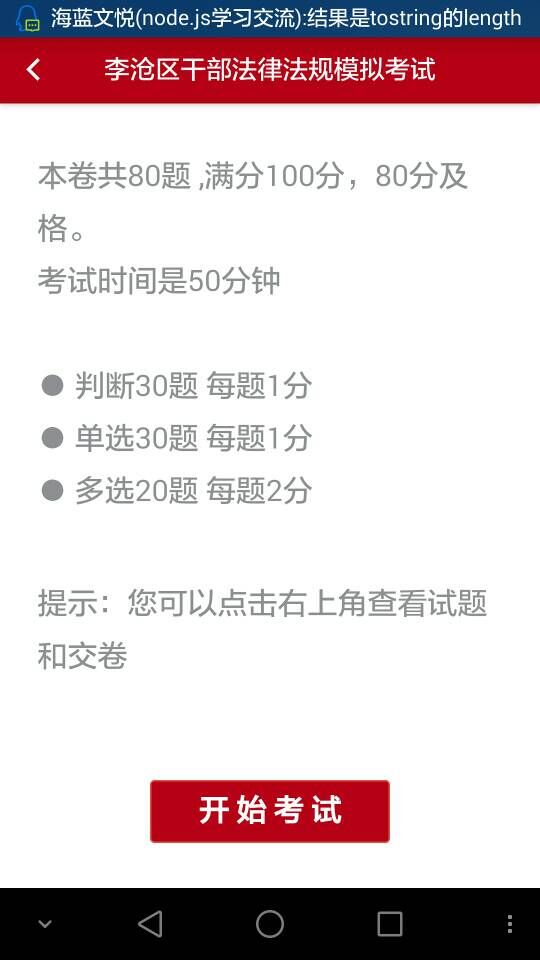 海蓝文悦(node.js学习交流):结果是tostring的length
李沧区干部法律法规模拟考试
本卷共80题 ,满分100分，80分及
格。
考试时间是50分钟
● 判断30题 每题1分
● 单选30题 每题1分
● 多选20题 每题2分
提示：您可以点击右上角查看试题
和交卷
开始考试